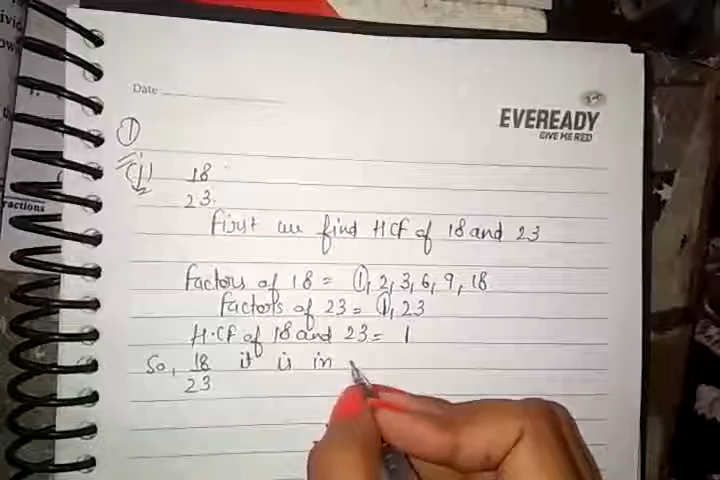 Date
EVEREADY
GIVE ME RED
1
(i) 18
23.
First we find HCF of 18 and 23
Factors of 18 = 1, 2, 3, 6, 9, 18
Factors of 23 = 1, 23
H.CF of 18 and 23 = 1
So, 18 it is in
23
ractions